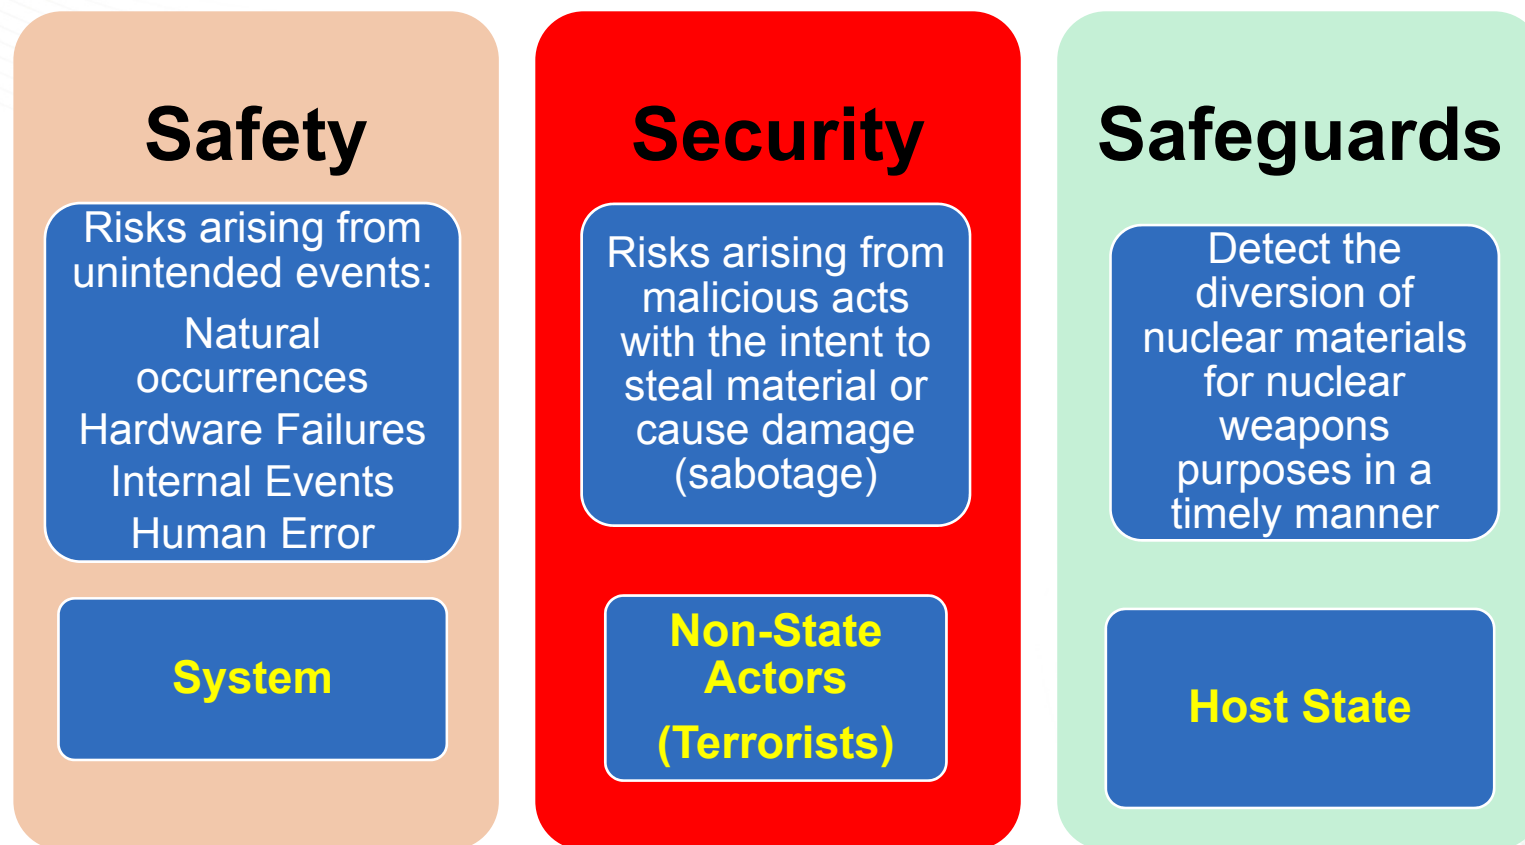 Safety
Risks arising from
unintended events:
Natural
occurrences
Hardware Failures
Internal Events
Human Error
System
Security
Risks arising from
malicious acts
with the intent to
steal material or
cause damage
(sabotage)
Non-State
Actors
(Terrorists)
Safeguards
Detect the
diversion of
nuclear materials
for nuclear
weapons
purposes in a
timely manner
Host State